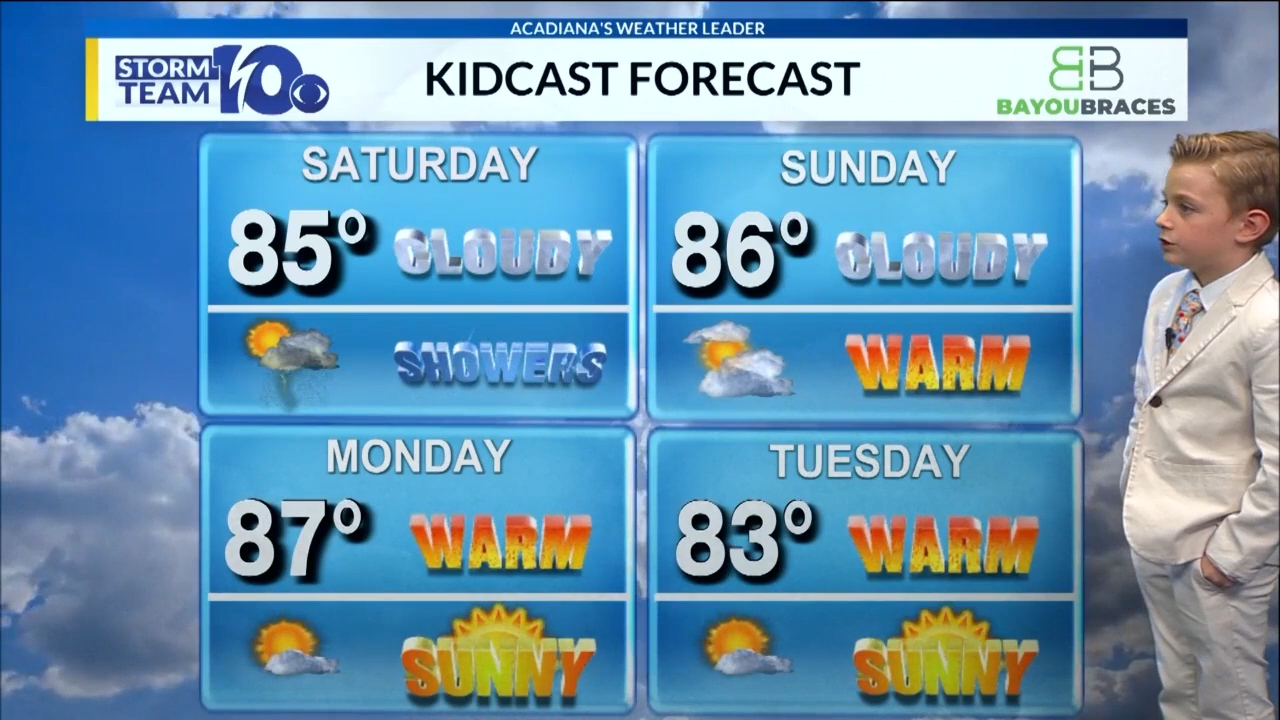 ACADIANA'S WEATHER LEADER
STORM TEAM 10
KIDCAST FORECAST
BB
BAYOUBRACES
SATURDAY
85° CLOUDY
SHOWERS
SUNDAY
86° CLOUDY
WARM
MONDAY
87° WARM
SUNNY
TUESDAY
83° WARM
SUNNY